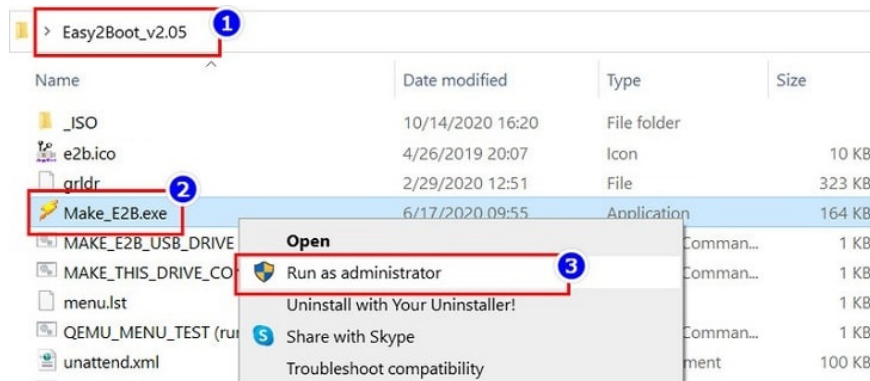 Easy2Boot_v2.05 1
Name Date modified Type Size
_ISO 10/14/2020 16:20 File folder
e2b.ico 4/26/2019 20:07 Icon 10 KB
grldr 2/29/2020 12:51 File 323 KB
2
Make_E2B.exe 6/17/2020 09:55 Application 164 KB
MAKE_E2B_USB_DRIVE Open Comman... 1 KB
MAKE_THIS_DRIVE_CO Run as administrator 3 Comman... 1 KB
menu.lst Uninstall with Your Uninstaller! 1 KB
QEMU_MENU_TEST (ru Share with Skype Comman... 1 KB
unattend.xml Troubleshoot compatibility ment 100 KB